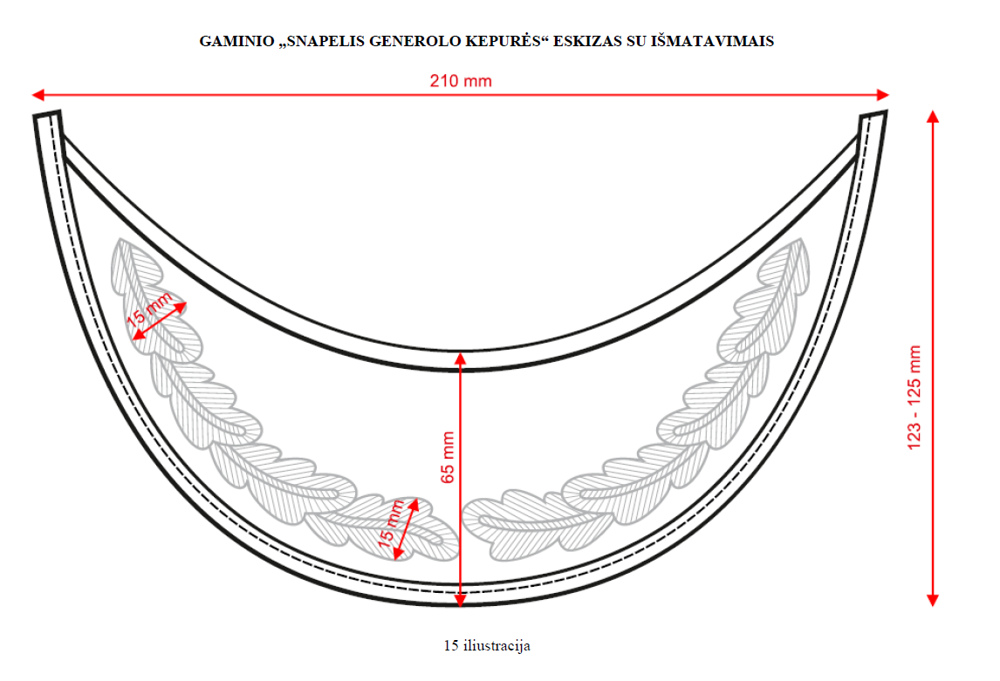 GAMINIO „SNAPELIS GENEROLO KEPURĖS“ ESKIZAS SU IŠMATAVIMAIS
210 mm
15 mm
123 - 125 mm
65 mm
15 mm
15 iliustracija